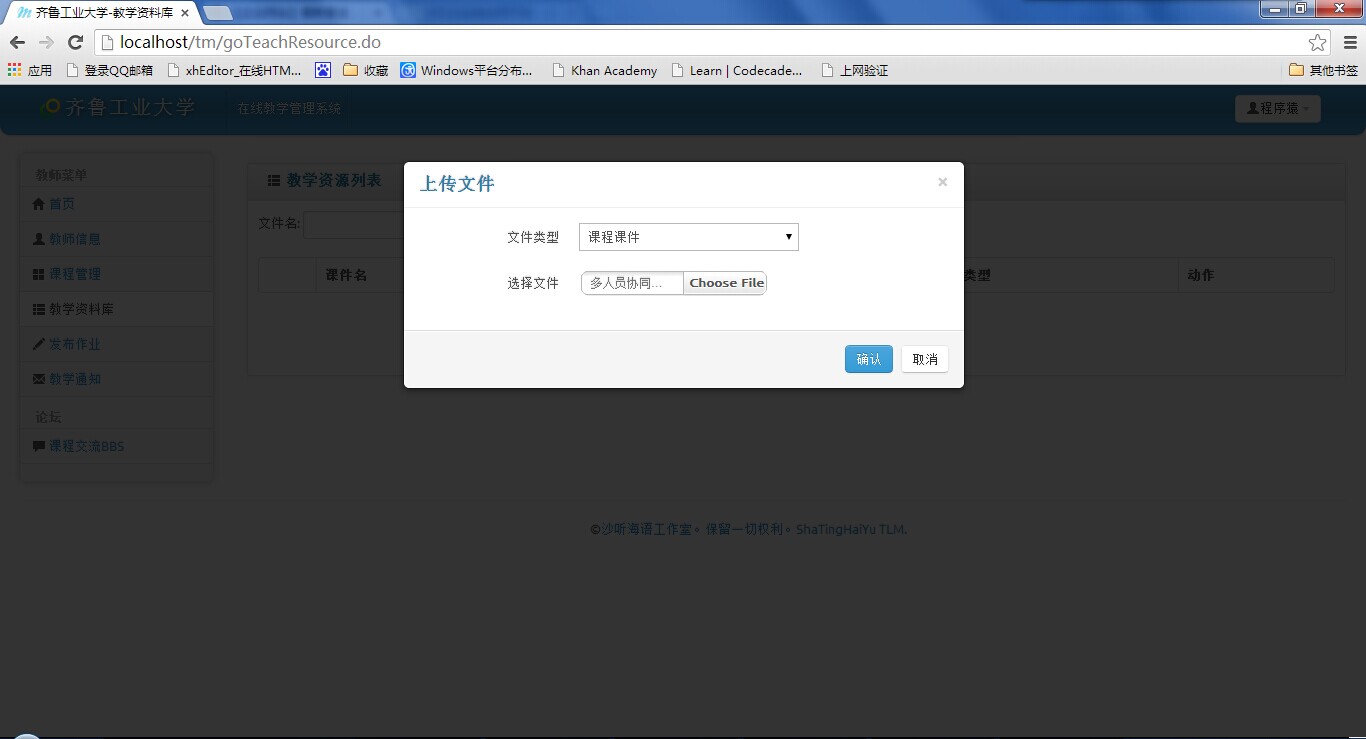 齐鲁工业大学-教学资料库
localhost/tm/goTeachResource.do
应用 登录QQ邮箱 xhEditor_在线HTM... 收藏 Windows平台分布... Khan Academy Learn | Codecade... 上网验证 其他书签
齐鲁工业大学 在线教学管理系统 程序猿
教师菜单
首页
教师信息
课程管理
教学资料库
发布作业
教学通知
论坛
课程交流BBS
教学资源列表
文件名:
课件名 类型 动作
上传文件 ×
文件类型 课程课件
选择文件 多人员协同... Choose File
确认 取消
©沙听海语工作室。保留一切权利。ShaTingHaiYu TLM.